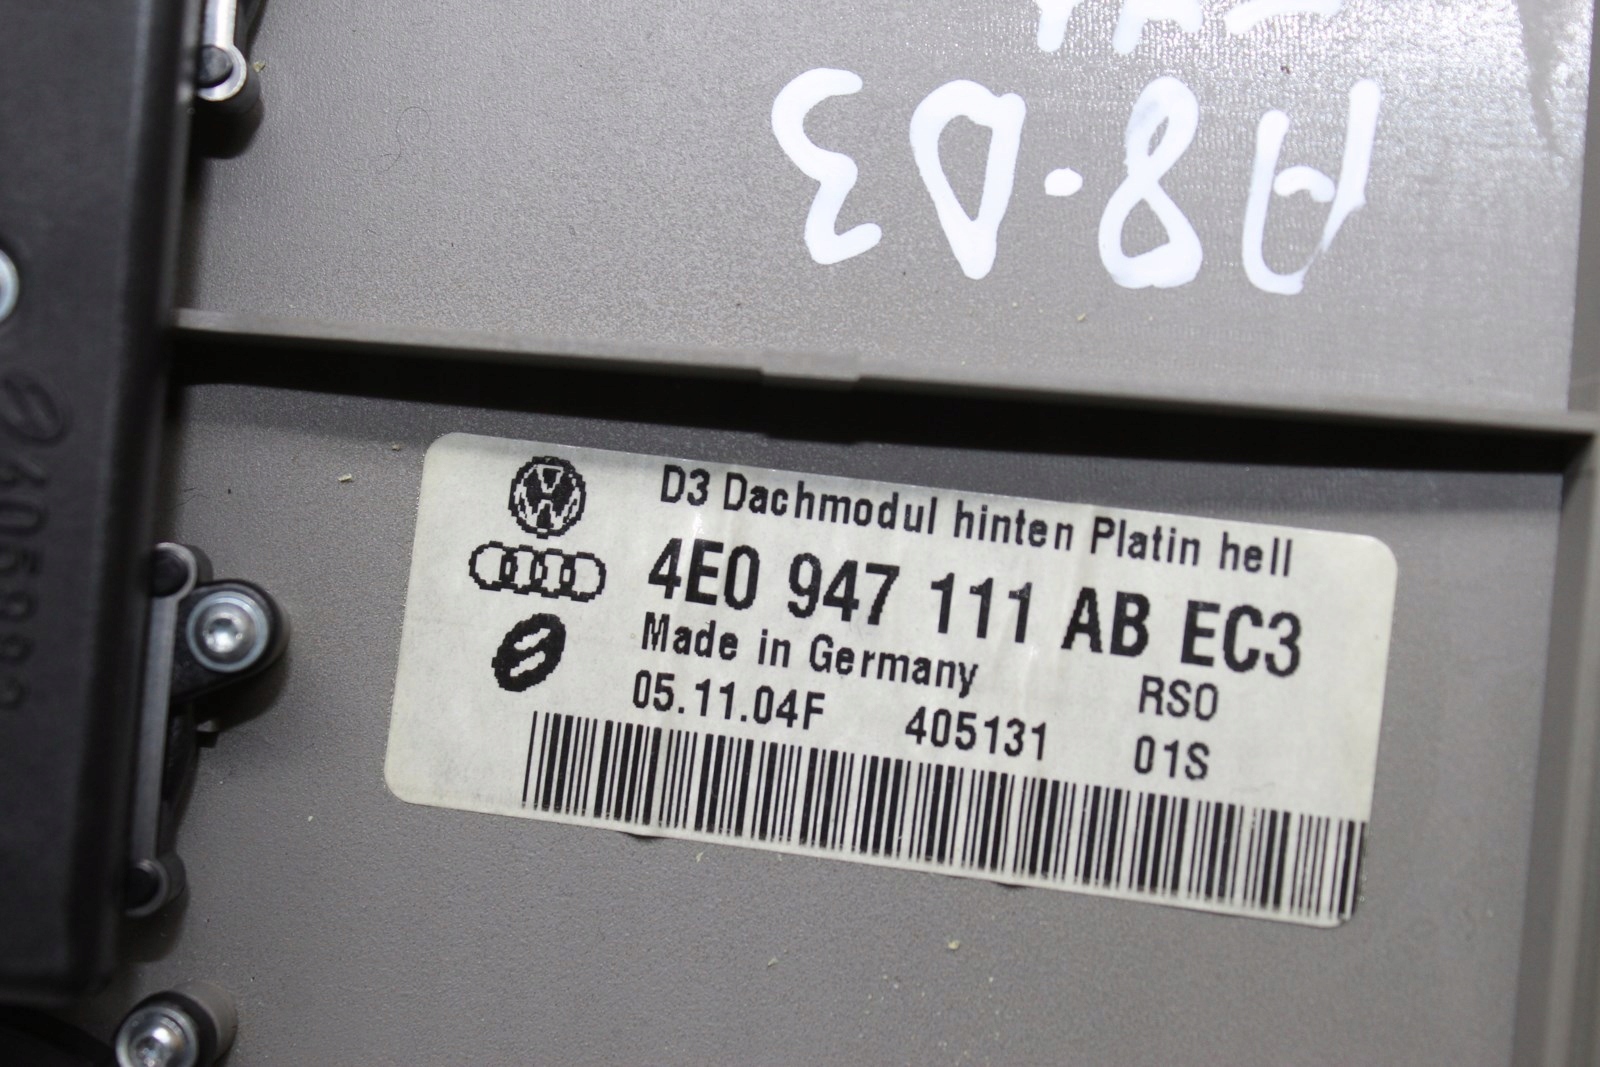 A8.D3
D3 Dachmodul hinten Platin hell
4E0 947 111 AB EC3
Made in Germany RSO
05.11.04F 405131 01S